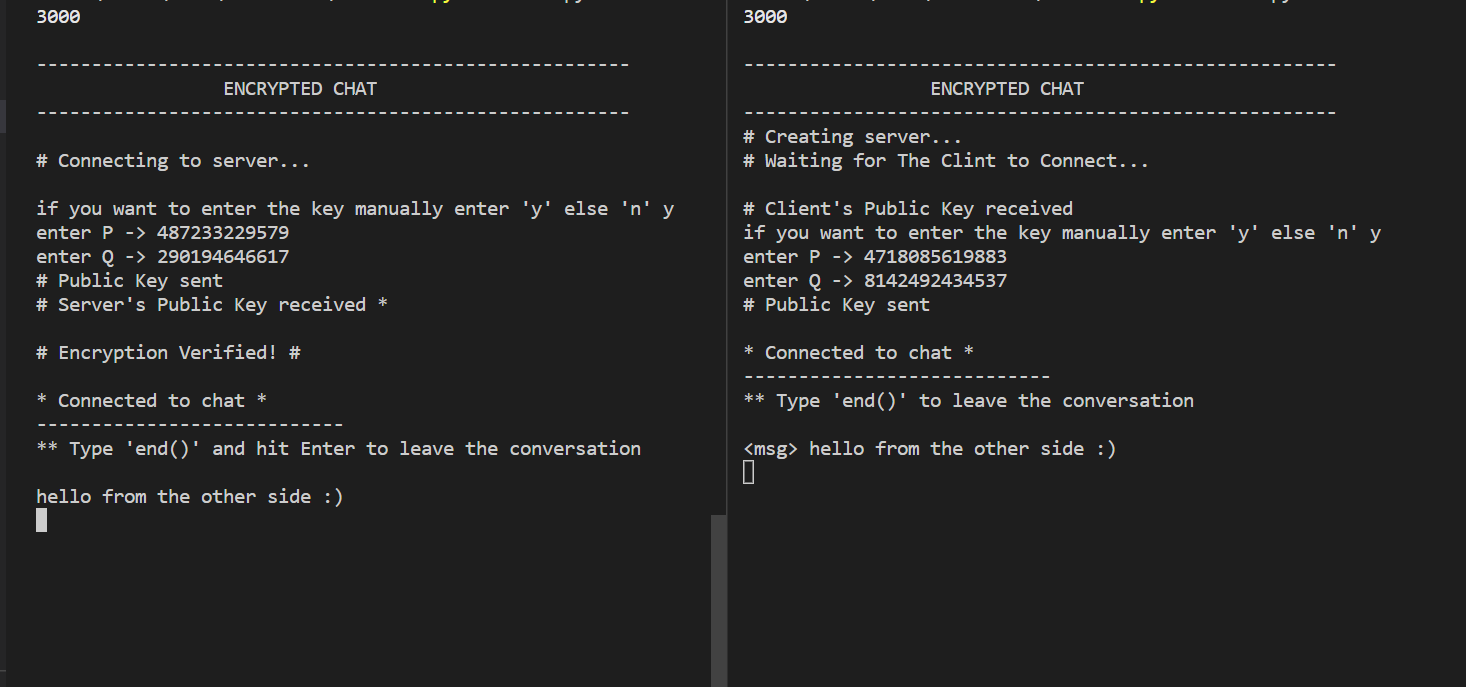 3000
-----------------------------------------------------
ENCRYPTED CHAT
-----------------------------------------------------
# Connecting to server...
if you want to enter the key manually enter 'y' else 'n' y
enter P -> 487233229579
enter Q -> 290194646617
# Public Key sent
# Server's Public Key received *
# Encryption Verified! #
* Connected to chat *
----------------------------
** Type 'end()' and hit Enter to leave the conversation
hello from the other side :)
3000
-----------------------------------------------------
ENCRYPTED CHAT
-----------------------------------------------------
# Creating server...
# Waiting for The Clint to Connect...
# Client's Public Key received
if you want to enter the key manually enter 'y' else 'n' y
enter P -> 4718085619883
enter Q -> 8142492434537
# Public Key sent
* Connected to chat *
----------------------------
** Type 'end()' to leave the conversation
<msg> hello from the other side :)